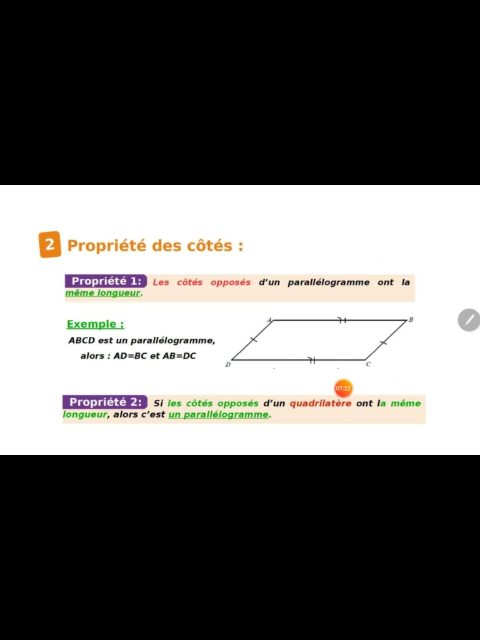 2 Propriété des côtés :
Propriété 1: Les côtés opposés d'un parallélogramme ont la
même longueur.
Exemple :
A B
ABCD est un parallélogramme,
alors : AD=BC et AB=DC
D C
07:22
Propriété 2: Si les côtés opposés d'un quadrilatère ont la même
longueur, alors c'est un parallélogramme.